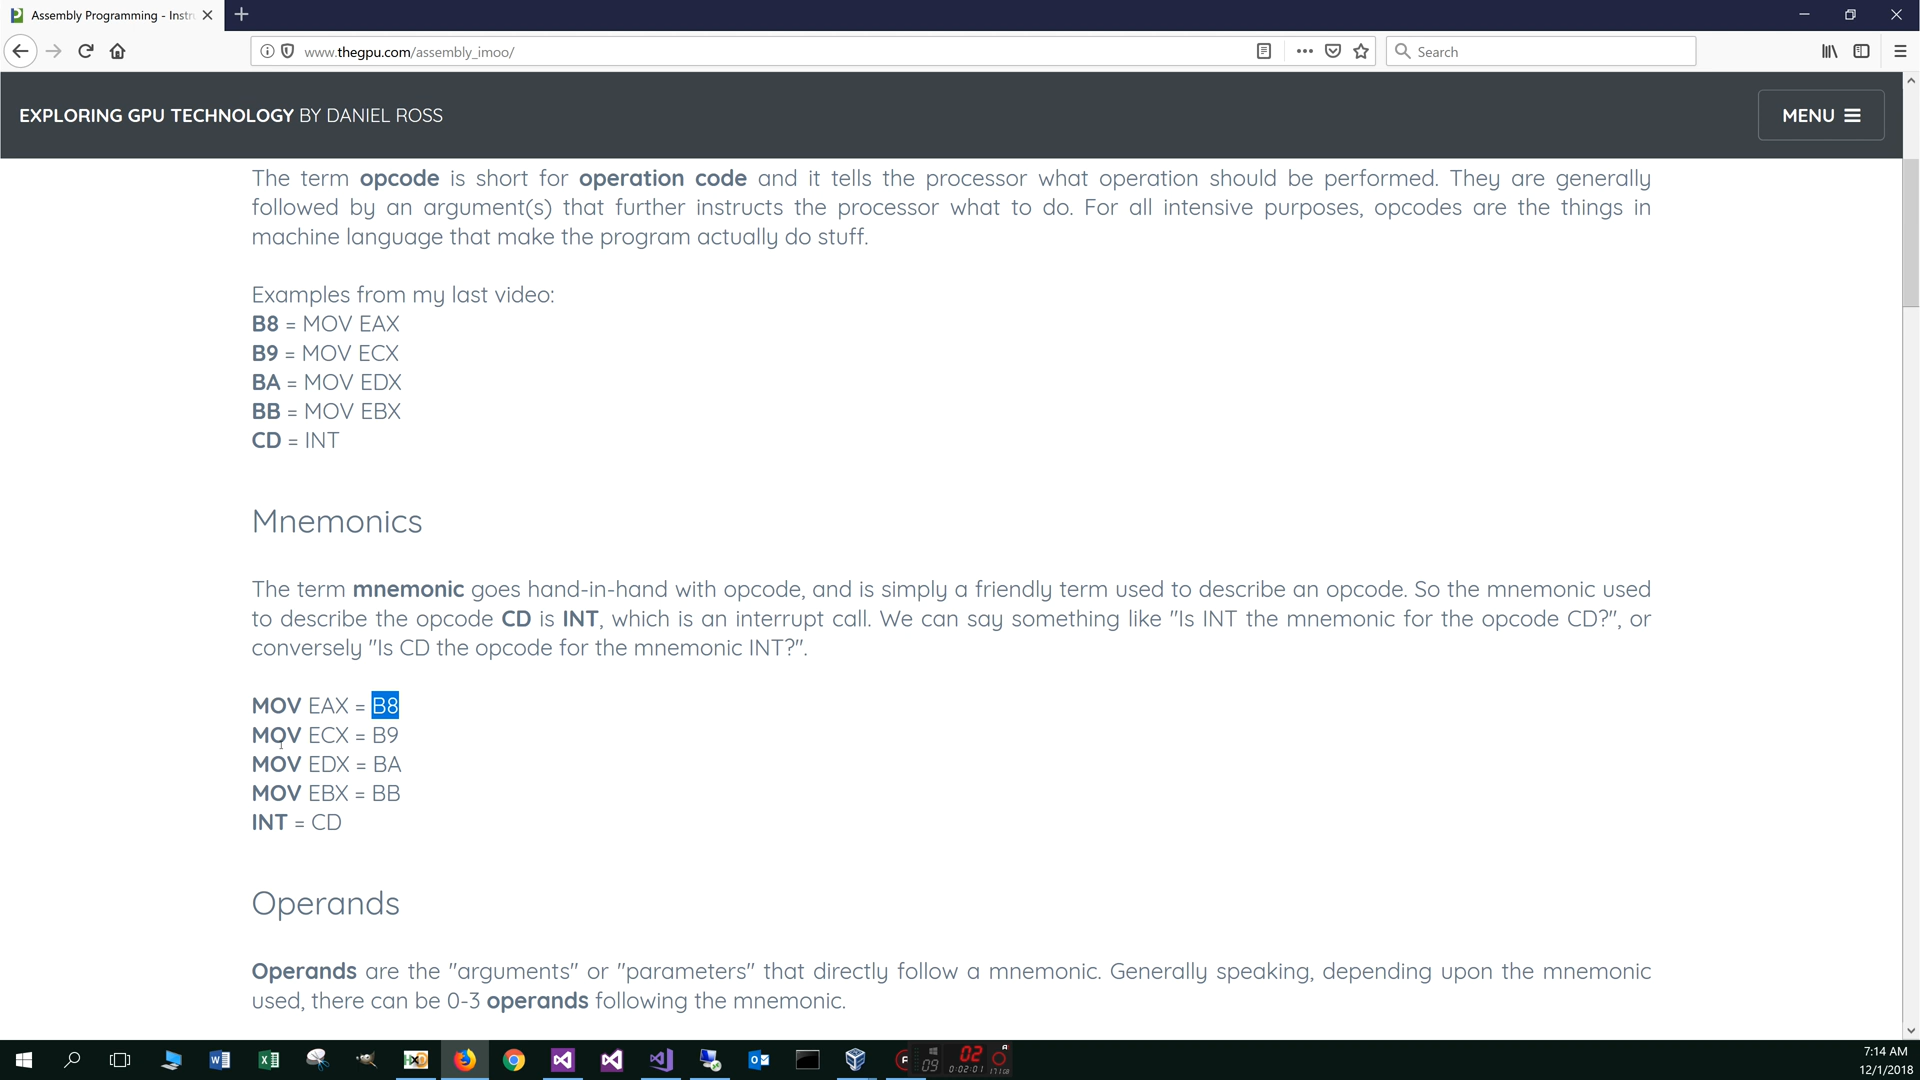 Assembly Programming - Instr
www.thegpu.com/assembly_imoo/
Search
EXPLORING GPU TECHNOLOGY BY DANIEL ROSS
MENU
The term opcode is short for operation code and it tells the processor what operation should be performed. They are generally
followed by an argument(s) that further instructs the processor what to do. For all intensive purposes, opcodes are the things in
machine language that make the program actually do stuff.
Examples from my last video:
B8 = MOV EAX
B9 = MOV ECX
BA = MOV EDX
BB = MOV EBX
CD = INT
Mnemonics
The term mnemonic goes hand-in-hand with opcode, and is simply a friendly term used to describe an opcode. So the mnemonic used
to describe the opcode CD is INT, which is an interrupt call. We can say something like "Is INT the mnemonic for the opcode CD?", or
conversely "Is CD the opcode for the mnemonic INT?".
MOV EAX = B8
MOV ECX = B9
MOV EDX = BA
MOV EBX = BB
INT = CD
Operands
Operands are the "arguments" or "parameters" that directly follow a mnemonic. Generally speaking, depending upon the mnemonic
used, there can be 0-3 operands following the mnemonic.
09
02
0:02:01
7:14 AM
12/1/2018